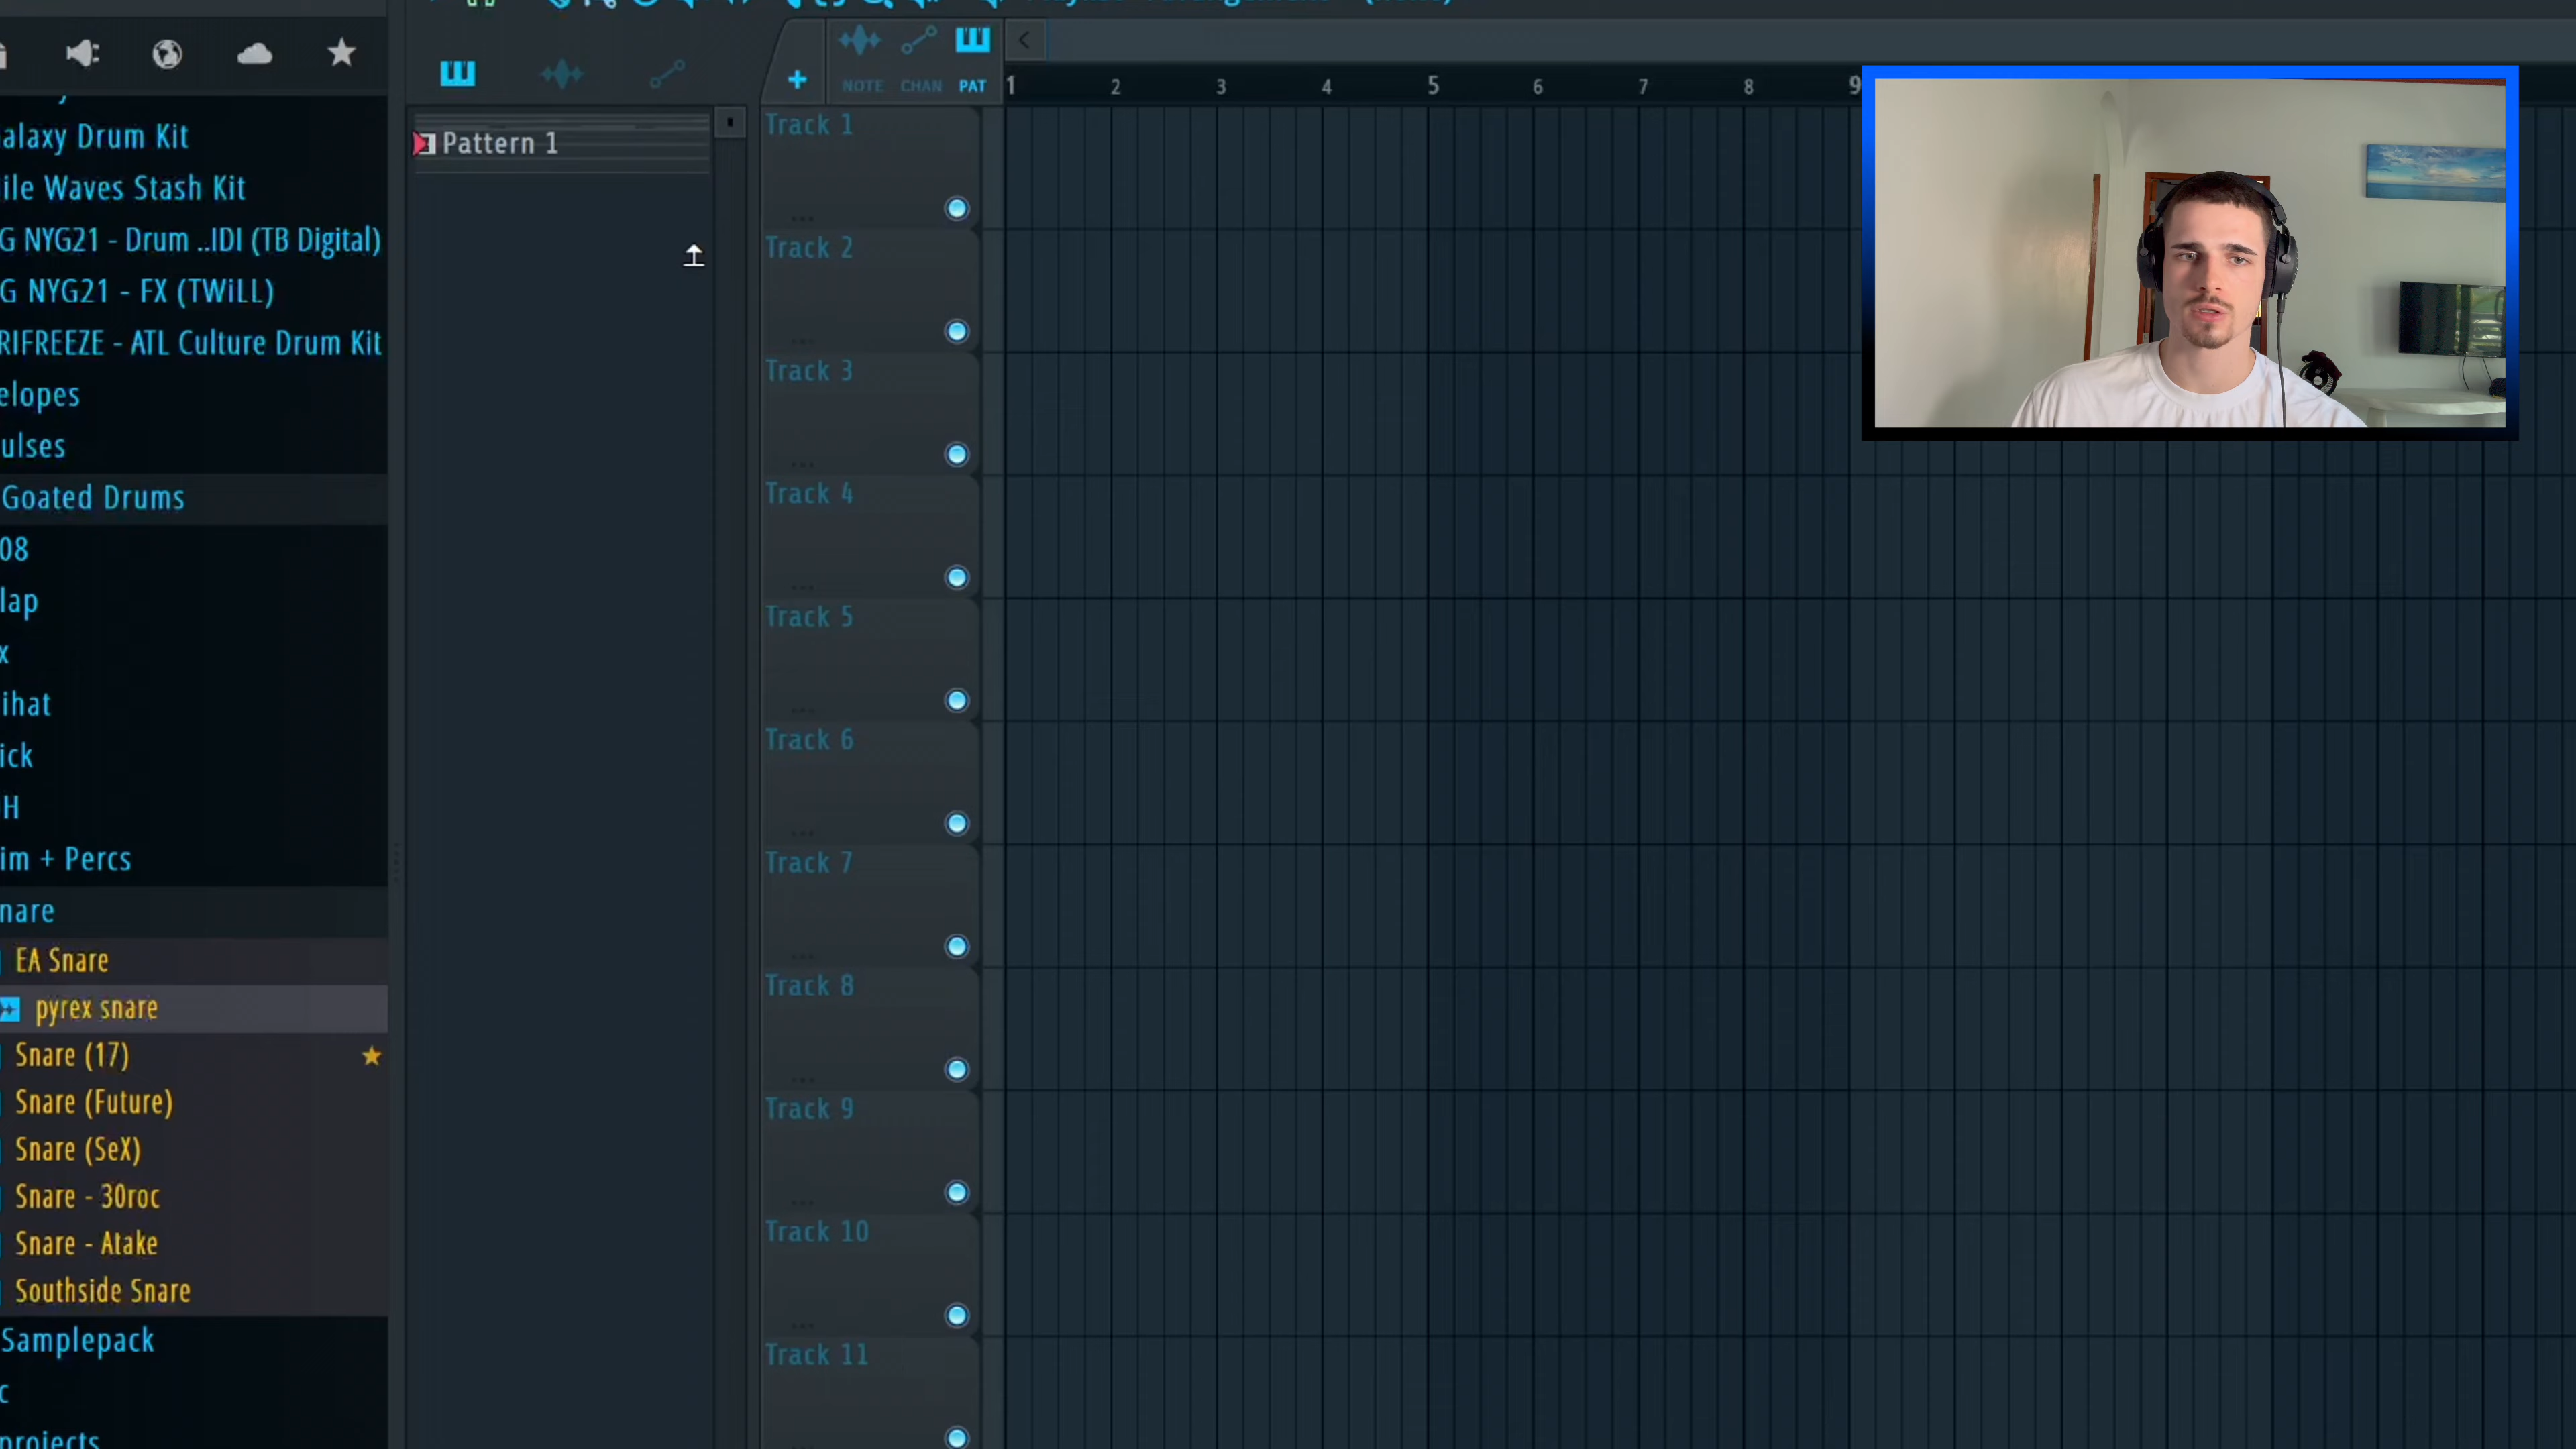 NOTE CHAN PAT
1 2 3 4 5 6 7 8 9
alaxy Drum Kit
ile Waves Stash Kit
G NYG21 - Drum ..IDI (TB Digital)
G NYG21 - FX (TWiLL)
RIFREEZE - ATL Culture Drum Kit
elopes
ulses
Goated Drums
08
lap
x
ihat
ick
H
im + Percs
nare
EA Snare
pyrex snare
Snare (17)
Snare (Future)
Snare (SeX)
Snare - 30roc
Snare - Atake
Southside Snare
Samplepack
c
projects
Pattern 1
Track 1
Track 2
Track 3
Track 4
Track 5
Track 6
Track 7
Track 8
Track 9
Track 10
Track 11